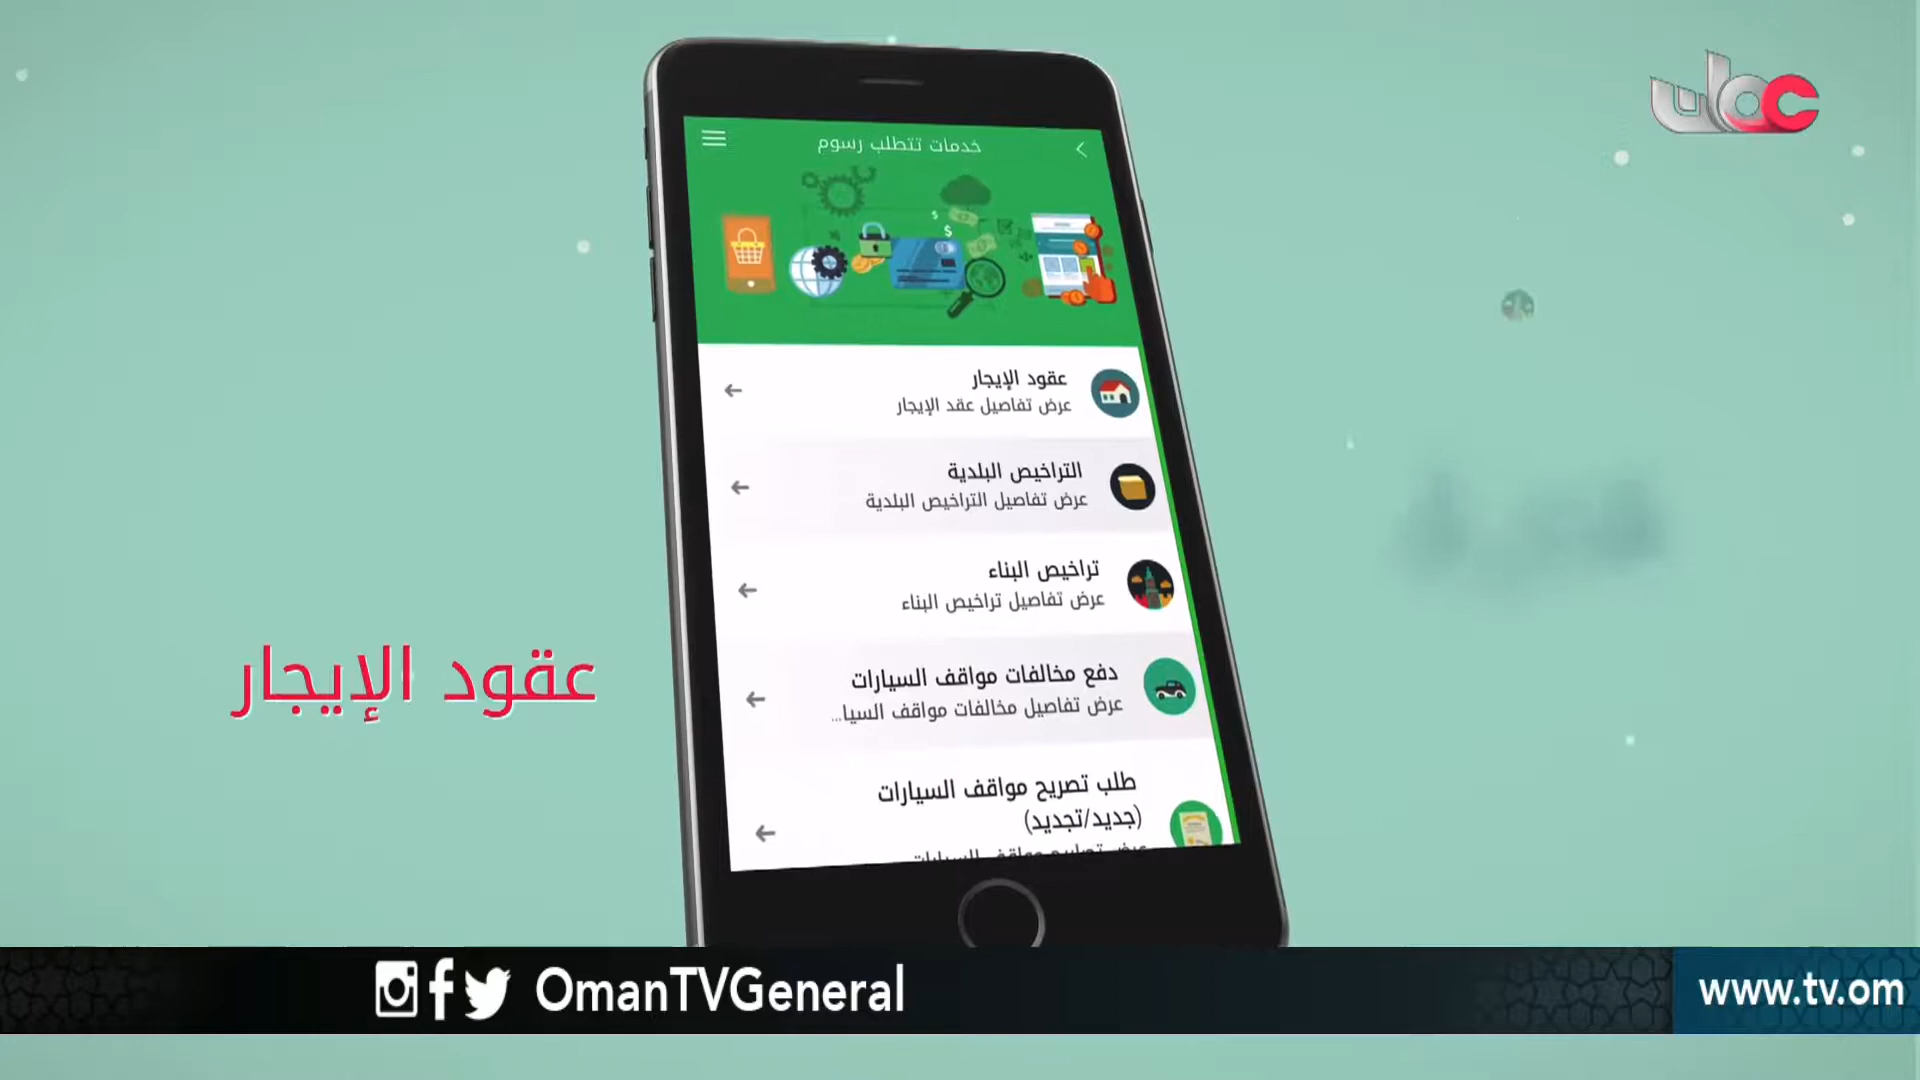 عمان
خدمات تتطلب رسوم
عقود الإيجار
عرض تفاصيل عقد الإيجار
التراخيص البلدية
عرض تفاصيل التراخيص البلدية
تراخيص البناء
عرض تفاصيل تراخيص البناء
دفع مخالفات مواقف السيارات
عرض تفاصيل مخالفات مواقف السيا...
طلب تصريح مواقف السيارات
(جديد/تجديد)
عقود الإيجار
OmanTVGeneral
www.tv.om